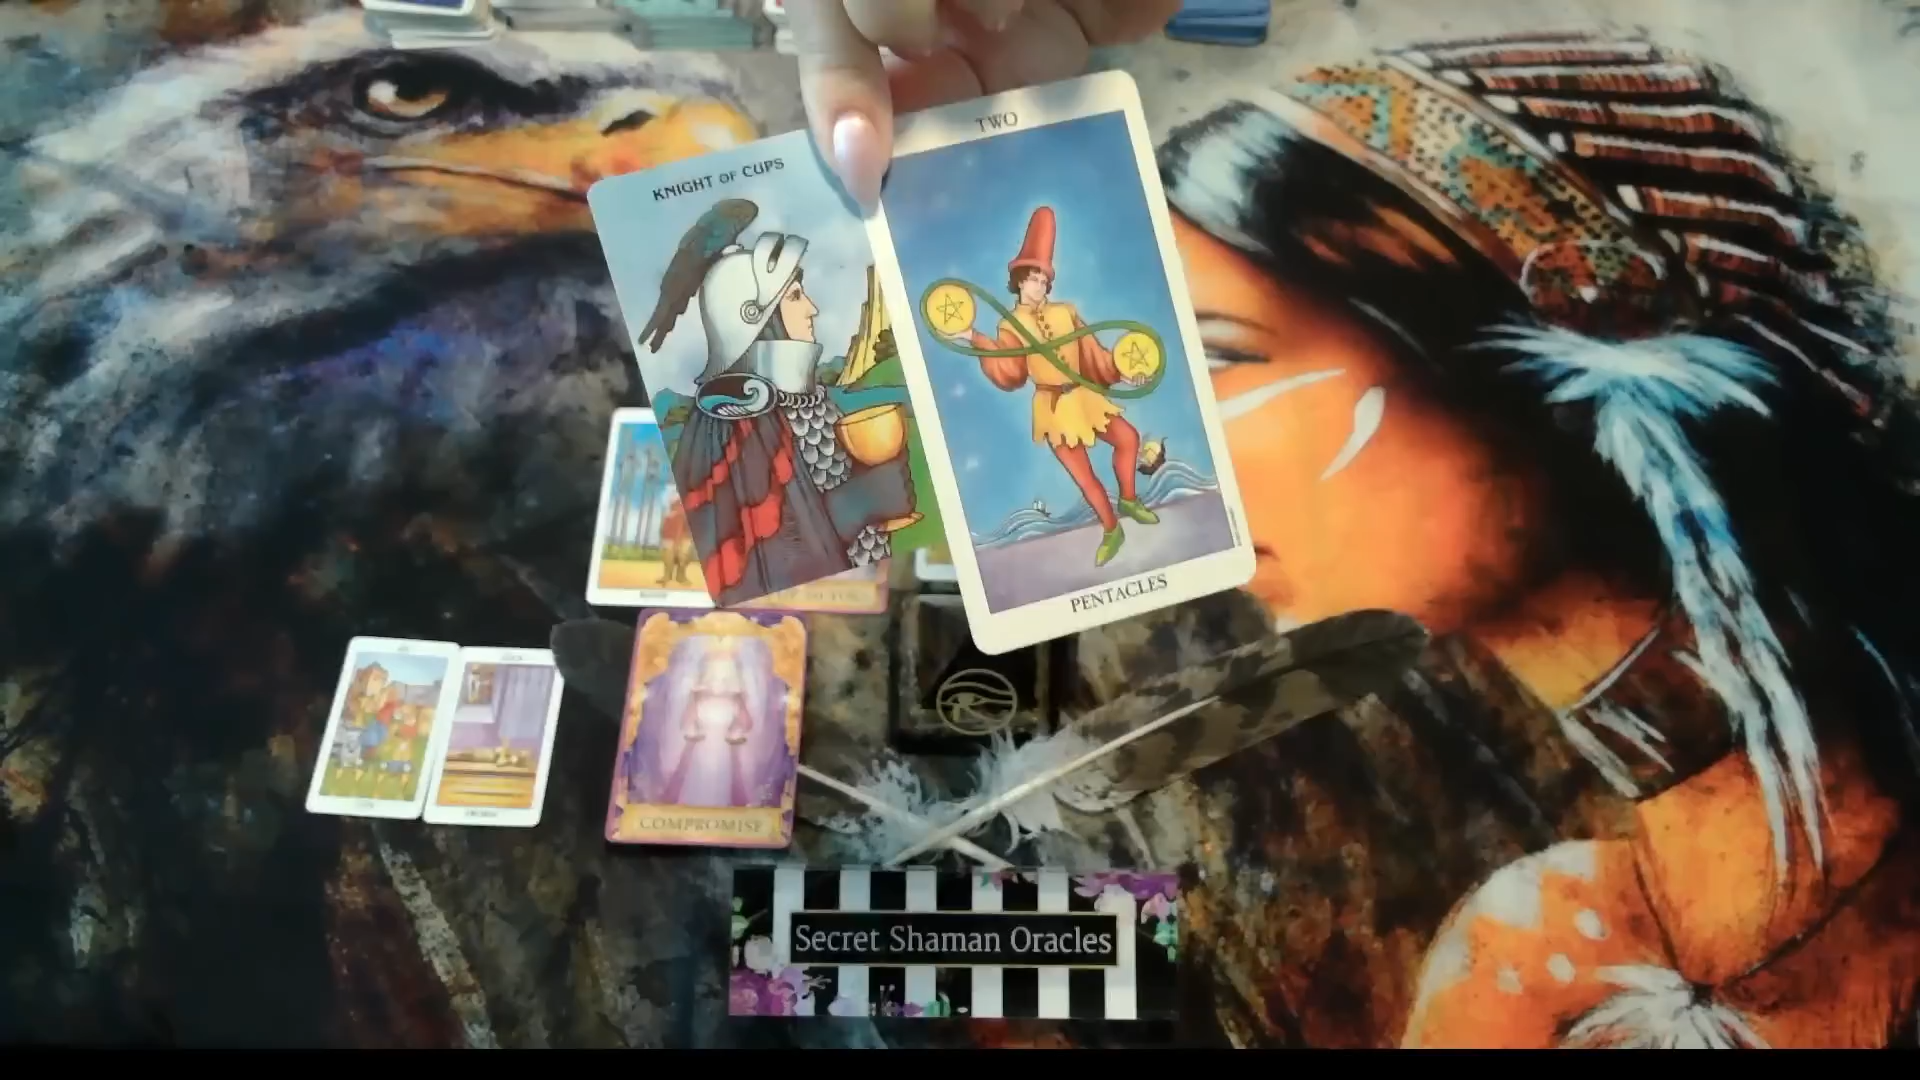 TWO
KNIGHT OF CUPS
PENTACLES
COMPROMISE
Secret Shaman Oracles